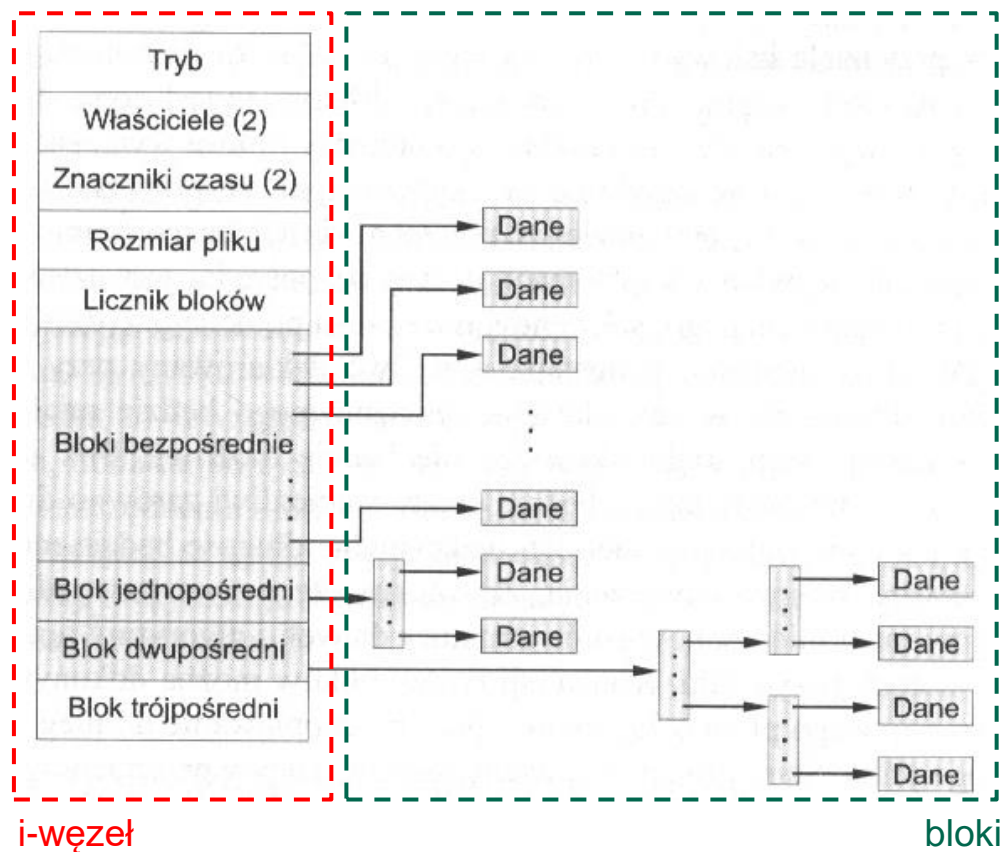 Tryb
Właściciele (2)
Znaczniki czasu (2)
Rozmiar pliku
Licznik bloków
Bloki bezpośrednie
Blok jednopośredni
Blok dwupośredni
Blok trójpośredni
Dane
Dane
Dane
Dane
Dane
Dane
Dane
Dane
Dane
Dane
i-węzeł
bloki